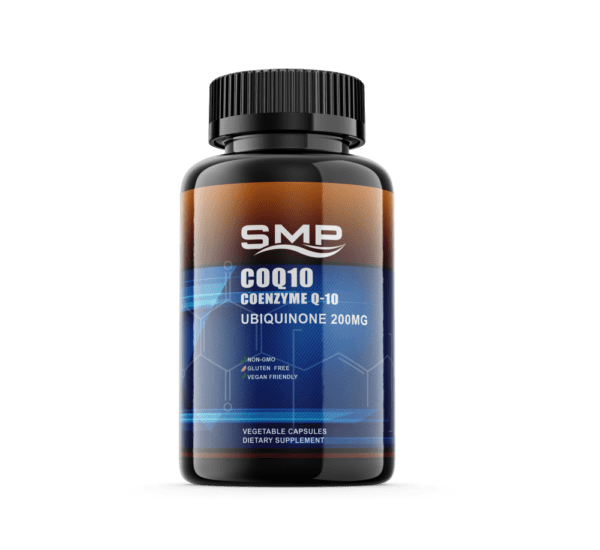 SMP
COQ10
COENZYME Q-10
UBIQUINONE 200MG
NON-GMO
GLUTEN FREE
VEGAN FRIENDLY
VEGETABLE CAPSULES
DIETARY SUPPLEMENT